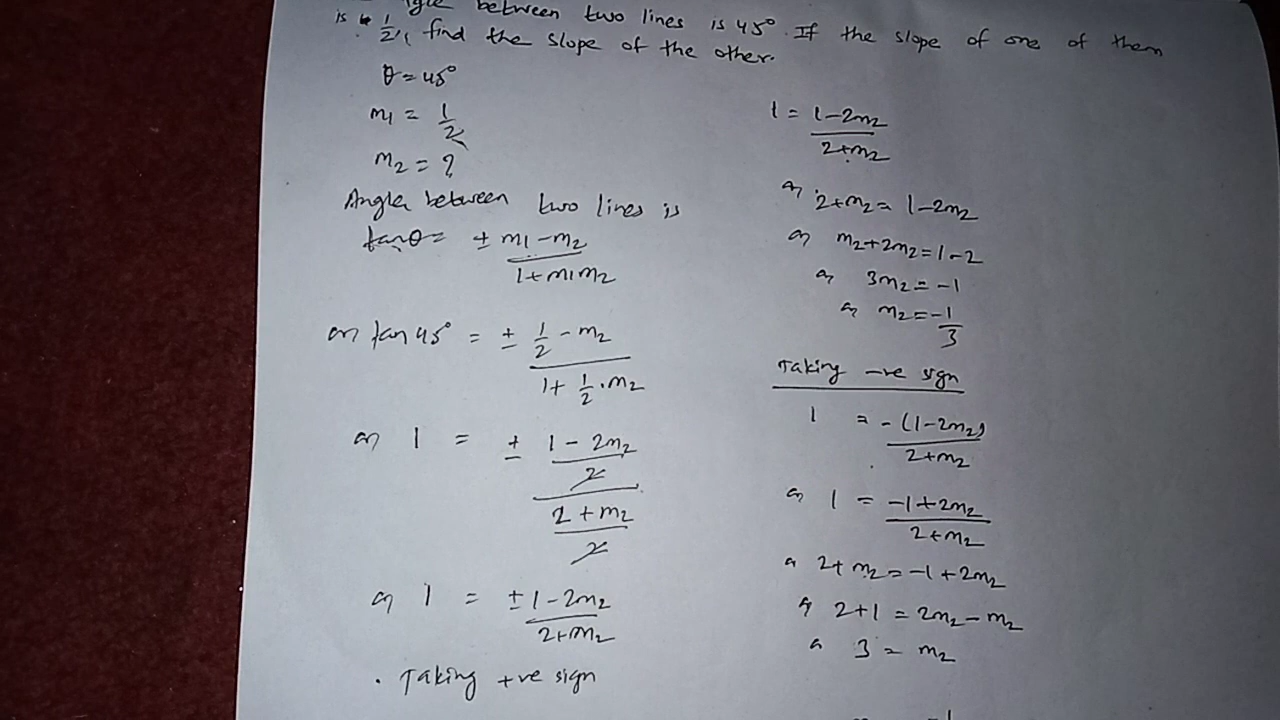 between two lines is 45°. If the slope of one of them
is 1/2, find the slope of the other.
θ = 45°
m1 = 1/2
m2 = ?
Angle between two lines is
tanθ = ± m1 - m2 / 1 + m1m2
or tan 45° = ± 1/2 - m2 / 1 + 1/2 . m2
or 1 = ± 1 - 2m2 / 2 / 2 + m2 / 2
or 1 = ± 1 - 2m2 / 2 + m2
. Taking +ve sign
1 = 1 - 2m2 / 2 + m2
or 2 + m2 = 1 - 2m2
or m2 + 2m2 = 1 - 2
or 3m2 = -1
or m2 = -1/3
Taking -ve sign
1 = -(1 - 2m2) / 2 + m2
or 1 = -1 + 2m2 / 2 + m2
or 2 + m2 = -1 + 2m2
or 2 + 1 = 2m2 - m2
or 3 = m2